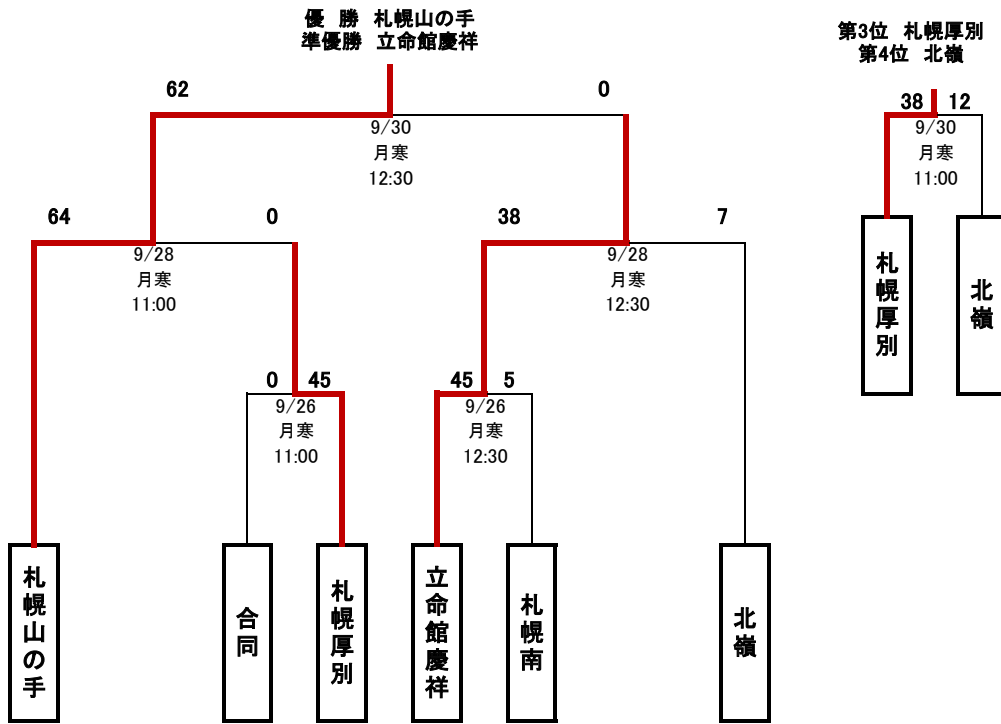 優　勝　札幌山の手
準優勝　立命館慶祥
第3位　札幌厚別
第4位　北嶺
62
0
9/30
月寒
12:30
38
12
9/30
月寒
11:00
64
0
9/28
月寒
11:00
38
7
9/28
月寒
12:30
0
45
9/26
月寒
11:00
45
5
9/26
月寒
12:30
札幌厚別
北嶺
札幌山の手
合同
札幌厚別
立命館慶祥
札幌南
北嶺